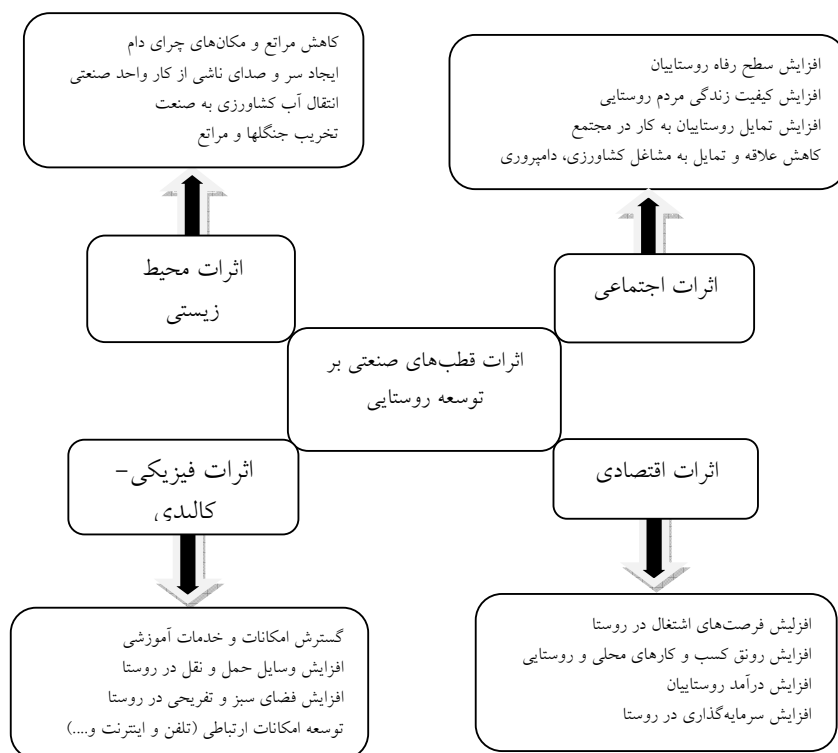 کاهش مراتع و مکان‌های چرای دام
ایجاد سر و صدای ناشی از کار واحد صنعتی
انتقال آب کشاورزی به صنعت
تخریب جنگلها و مراتع
افزایش سطح رفاه روستاییان
افزایش کیفیت زندگی مردم روستایی
افزایش تمایل روستاییان به کار در مجتمع
کاهش علاقه و تمایل به مشاغل کشاورزی، دامپروری
اثرات محیط
زیستی
اثرات اجتماعی
اثرات قطب‌های صنعتی بر
توسعه روستایی
اثرات فیزیکی-
کالبدی
اثرات اقتصادی
گسترش امکانات و خدمات آموزشی
افزایش وسایل حمل و نقل در روستا
افزایش فضای سبز و تفریحی در روستا
توسعه امکانات ارتباطی (تلفن و اینترنت و....)
افزلیش فرصت‌های اشتغال در روستا
افزایش رونق کسب و کارهای محلی و روستایی
افزایش درآمد روستاییان
افزایش سرمایه‌گذاری در روستا